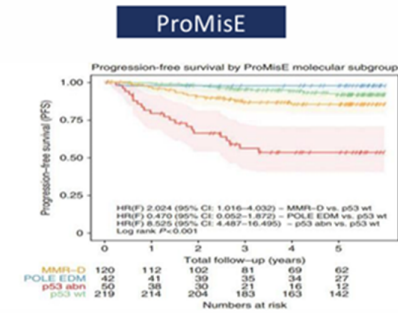 ProMisE
Progression-free survival by ProMisE molecular subgroup
Progression-free survival (PFS)
1.00
0.75
0.50
0.25
0
HR(F) 2.024 (95% CI: 1.016–4.032) – MMR–D vs. p53 wt
HR(F) 0.470 (95% CI: 0.052–1.872) – POLE EDM vs. p53 wt
HR(F) 8.525 (95% CI: 4.487–16.495) – p53 abn vs. p53 wt
Log rank P<0.001
0 1 2 3 4 5
Total follow-up (years)
MMR–D 120 112 102 81 69 62
POLE EDM 42 41 39 35 34 27
p53 abn 50 38 30 21 16 12
p53 wt 219 214 204 183 163 142
Numbers at risk